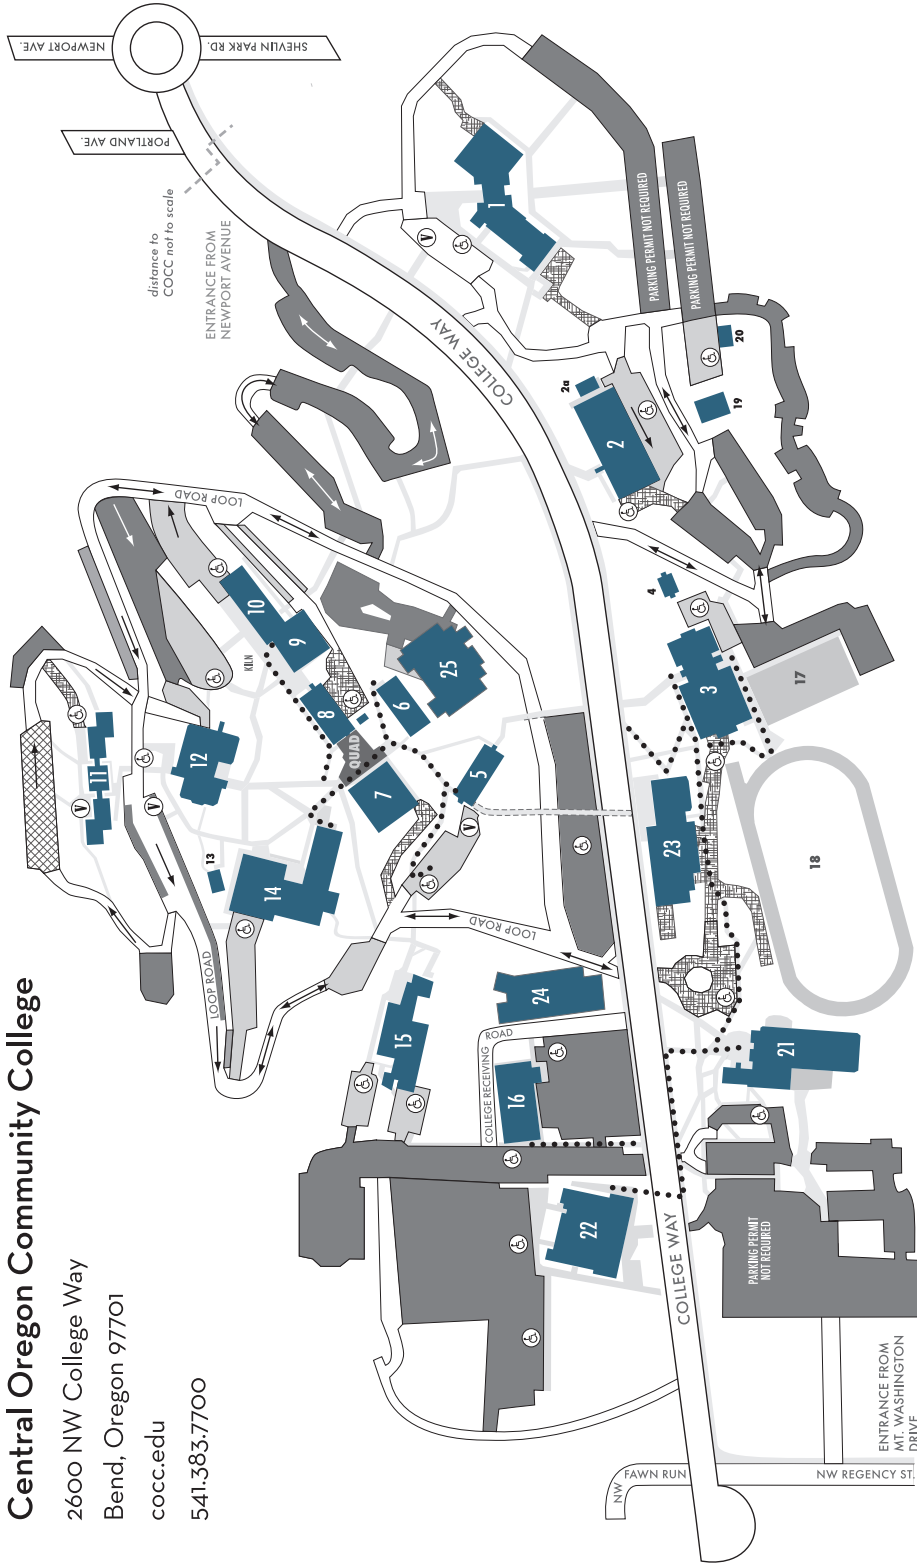 Central Oregon Community College
2600 NW College Way
Bend, Oregon 97701
cocc.edu
541.383.7700
NEWPORT AVE.
SHEVLIN PARK RD.
PORTLAND AVE.
distance to
COCC not to scale
ENTRANCE FROM
NEWPORT AVENUE
COLLEGE WAY
LOOP ROAD
KILN
QUAD
LOOP ROAD
LOOP ROAD
COLLEGE RECEIVING
ROAD
COLLEGE WAY
PARKING PERMIT NOT REQUIRED
PARKING PERMIT NOT REQUIRED
PARKING PERMIT
NOT REQUIRED
ENTRANCE FROM
MT. WASHINGTON
DRIVE
NW
FAWN RUN
NW REGENCY ST.
1
2
2a
3
4
5
6
7
8
9
10
11
12
13
14
15
16
17
18
19
20
21
22
23
24
25
V
V
V
V